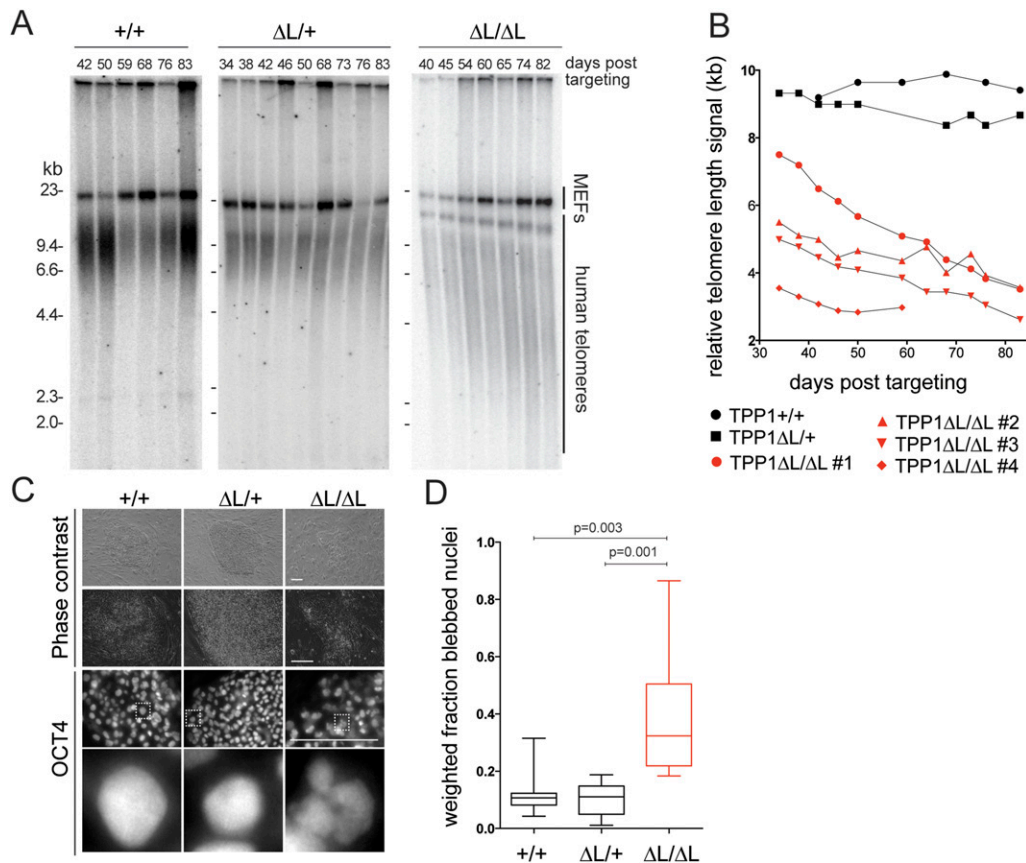 A
+/+
ΔL/+
ΔL/ΔL
42 50 59 68 76 83
34 38 42 46 50 68 73 76 83
40 45 54 60 65 74 82
days post
targeting
kb
23-
9.4-
6.6-
4.4-
2.3-
2.0-
MEFs
human telomeres
B
relative telomere length signal (kb)
10
8
6
4
2
30 40 50 60 70 80
days post targeting
TPP1+/+
TPP1ΔL/+
TPP1ΔL/ΔL #1
TPP1ΔL/ΔL #2
TPP1ΔL/ΔL #3
TPP1ΔL/ΔL #4
C
+/+
ΔL/+
ΔL/ΔL
Phase contrast
OCT4
D
weighted fraction blebbed nuclei
p=0.003
p=0.001
1.0
0.8
0.6
0.4
0.2
0.0
+/+
ΔL/+
ΔL/ΔL